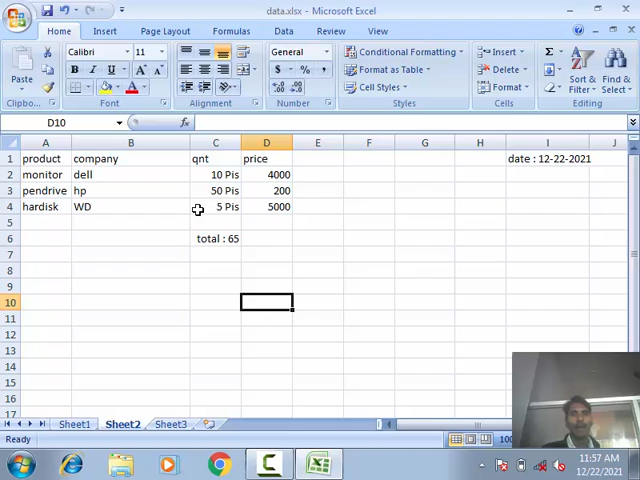 data.xlsx - Microsoft Excel
Home Insert Page Layout Formulas Data Review View
Paste
Calibri 11
B I U
General
$ % ,
Conditional Formatting
Format as Table
Cell Styles
Insert
Delete
Format
Sort & Filter
Find & Select
Clipboard Font Alignment Number Styles Cells Editing
D10 fx
A B C D E F G H I J
1 product company qnt price date : 12-22-2021
2 monitor dell 10 Pis 4000
3 pendrive hp 50 Pis 200
4 hardisk WD 5 Pis 5000
5
6 total : 65
7
8
9
10
11
12
13
14
15
16
17
Sheet1 Sheet2 Sheet3
Ready
11:57 AM
12/22/2021